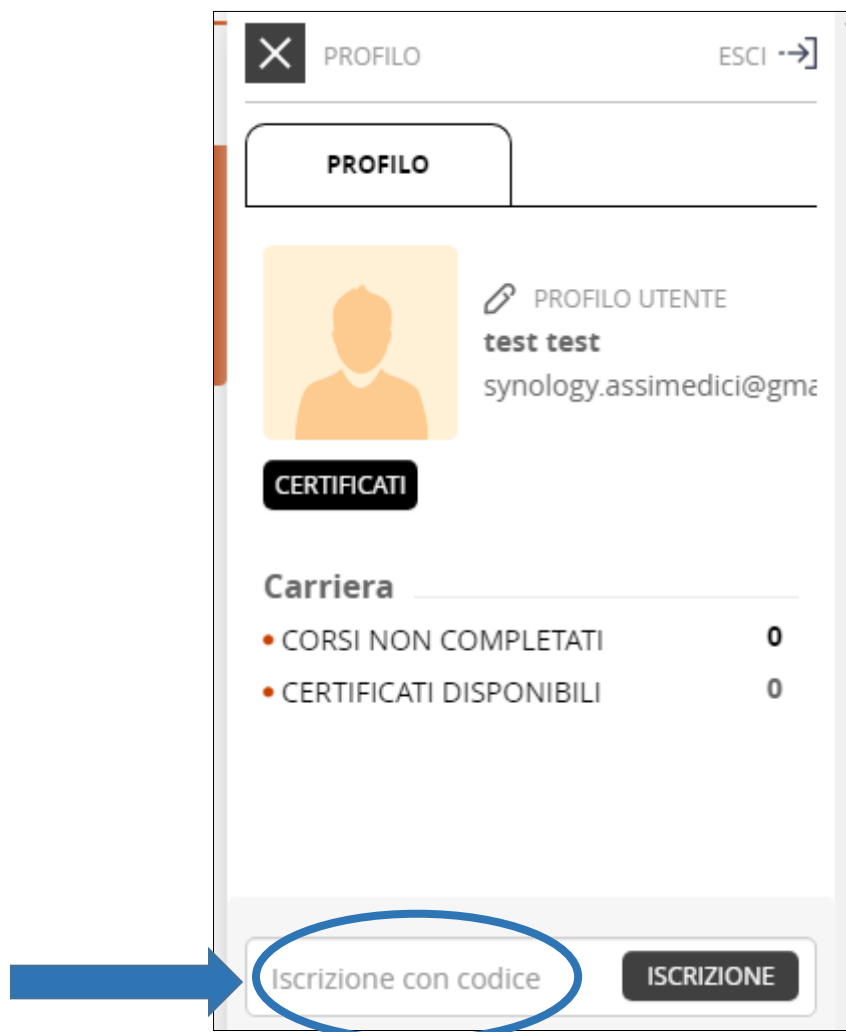 PROFILO ESCI
PROFILO
PROFILO UTENTE
test test
synology.assimedici@gma
CERTIFICATI
Carriera
CORSI NON COMPLETATI 0
CERTIFICATI DISPONIBILI 0
Iscrizione con codice ISCRIZIONE